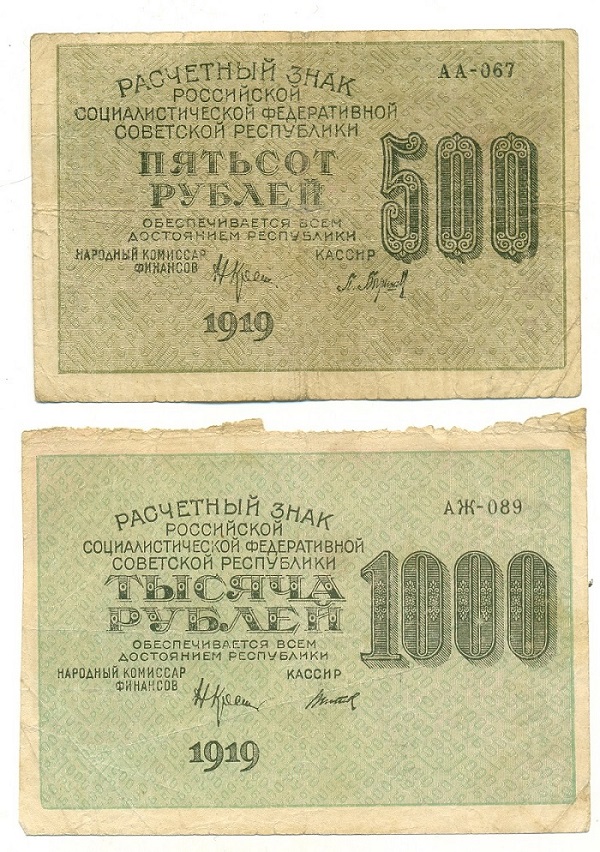 АА-067
РАСЧЕТНЫЙ ЗНАК
РОССИЙСКОЙ
СОЦИАЛИСТИЧЕСКОЙ ФЕДЕРАТИВНОЙ
СОВЕТСКОЙ РЕСПУБЛИКИ
ПЯТЬСОТ
РУБЛЕЙ
500
ОБЕСПЕЧИВАЕТСЯ ВСЕМ
ДОСТОЯНИЕМ РЕСПУБЛИКИ
НАРОДНЫЙ КОМИССАР
ФИНАНСОВ
КАССИР
1919
АЖ-089
РАСЧЕТНЫЙ ЗНАК
РОССИЙСКОЙ
СОЦИАЛИСТИЧЕСКОЙ ФЕДЕРАТИВНОЙ
СОВЕТСКОЙ РЕСПУБЛИКИ
ТЫСЯЧА
РУБЛЕЙ
1000
ОБЕСПЕЧИВАЕТСЯ ВСЕМ
ДОСТОЯНИЕМ РЕСПУБЛИКИ
НАРОДНЫЙ КОМИССАР
ФИНАНСОВ
КАССИР
1919